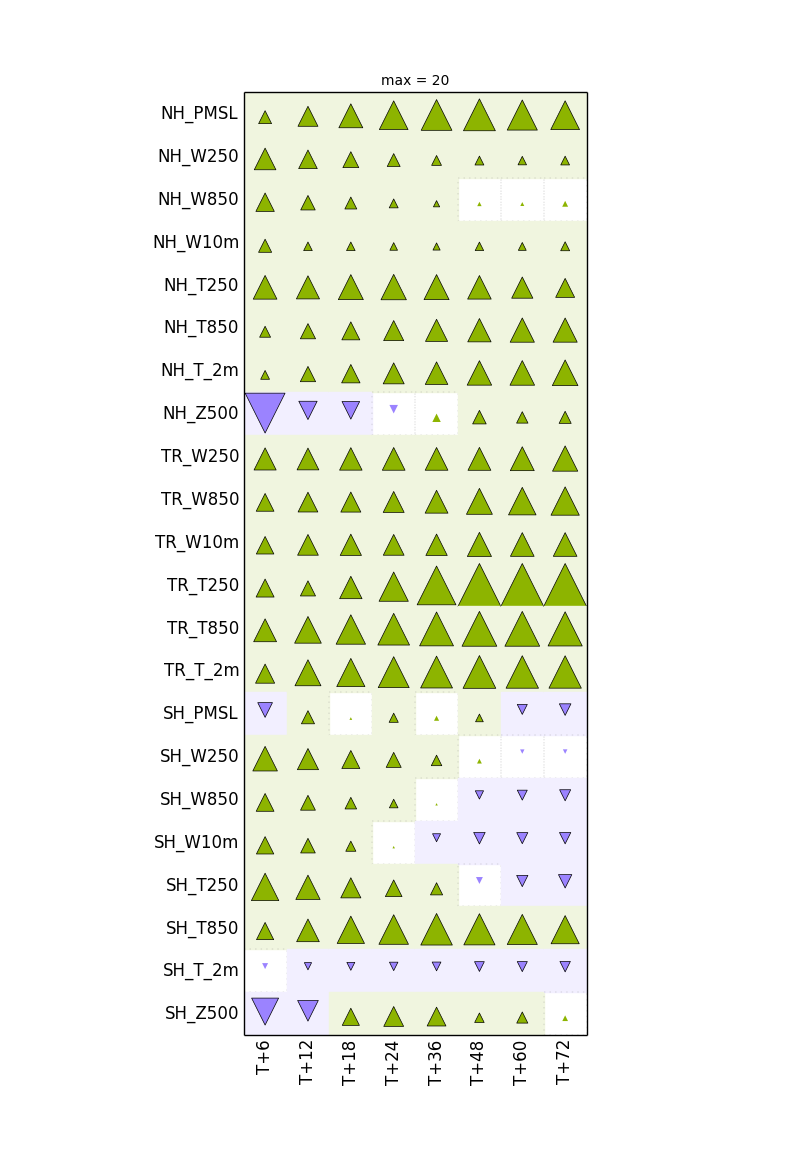 max = 20
NH_PMSL
NH_W250
NH_W850
NH_W10m
NH_T250
NH_T850
NH_T_2m
NH_Z500
TR_W250
TR_W850
TR_W10m
TR_T250
TR_T850
TR_T_2m
SH_PMSL
SH_W250
SH_W850
SH_W10m
SH_T250
SH_T850
SH_T_2m
SH_Z500
T+6 T+12 T+18 T+24 T+36 T+48 T+60 T+72